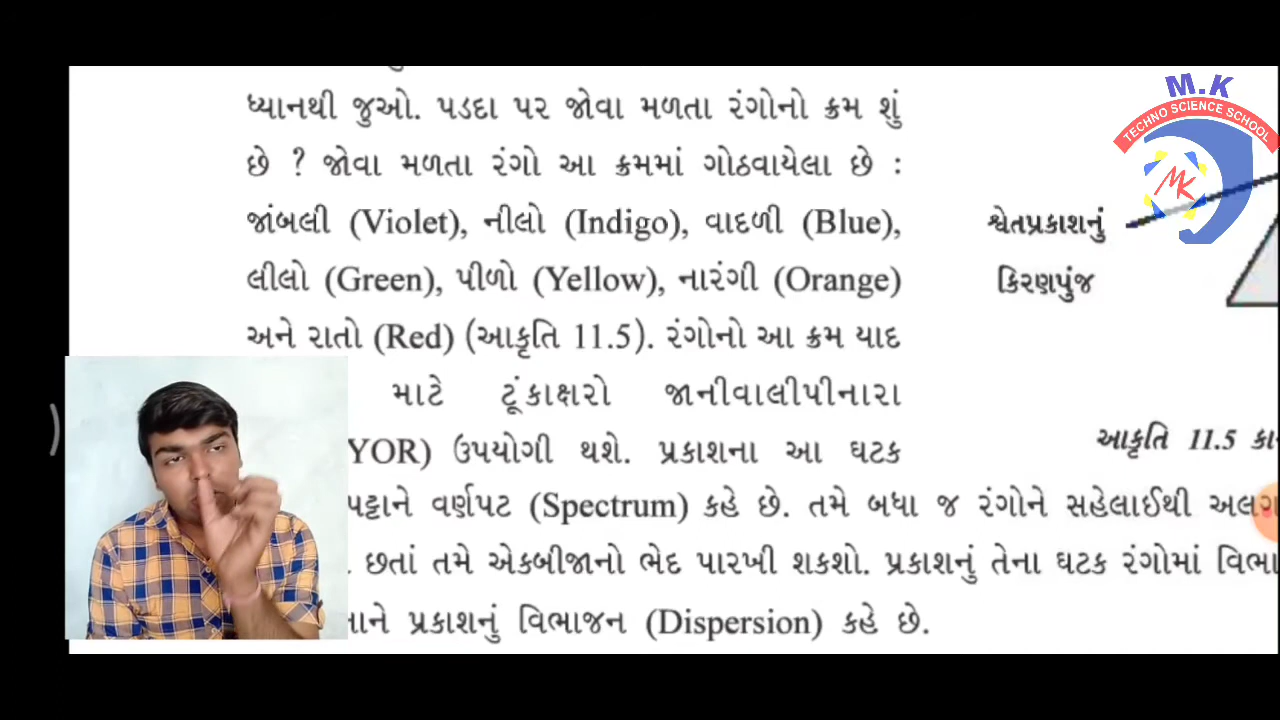 ધ્યાનથી જુઓ. પડદા પર જોવા મળતા રંગોનો ક્રમ શું
છે ? જોવા મળતા રંગો આ ક્રમમાં ગોઠવાયેલા છે :
જાંબલી (Violet), નીલો (Indigo), વાદળી (Blue),
લીલો (Green), પીળો (Yellow), નારંગી (Orange)
અને રાતો (Red) (આકૃતિ 11.5). રંગોનો આ ક્રમ યાદ
માટે ટૂંકાક્ષરો જાનીવાલીપીનારા
YOR) ઉપયોગી થશે. પ્રકાશના આ ઘટક
પટ્ટાને વર્ણપટ (Spectrum) કહે છે. તમે બધા જ રંગોને સહેલાઈથી
છતાં તમે એકબીજાનો ભેદ પારખી શકશો. પ્રકાશનું તેના ઘટક રંગોમાં
પ્રકાશનું વિભાજન (Dispersion) કહે છે.
M.K
TECHNO SCIENCE SCHOOL
MK
શ્વેતપ્રકાશનું
કિરણપુંજ
આકૃતિ 11.5